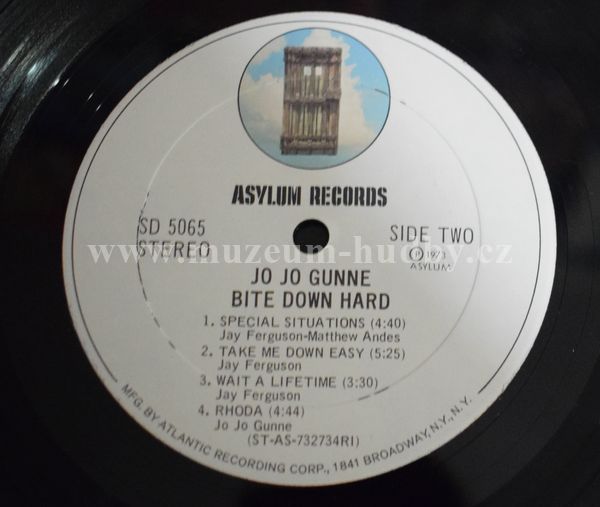 ASYLUM RECORDS
SD 5065
STEREO
SIDE TWO
℗ 1973
ASYLUM
www.muzeum-hudby.cz
JO JO GUNNE
BITE DOWN HARD
1. SPECIAL SITUATIONS (4:40)
Jay Ferguson-Matthew Andes
2. TAKE ME DOWN EASY (5:25)
Jay Ferguson
3. WAIT A LIFETIME (3:30)
Jay Ferguson
4. RHODA (4:44)
Jo Jo Gunne
(ST-AS-732734RI)
MFG. BY ATLANTIC RECORDING CORP., 1841 BROADWAY, N.Y., N.Y.